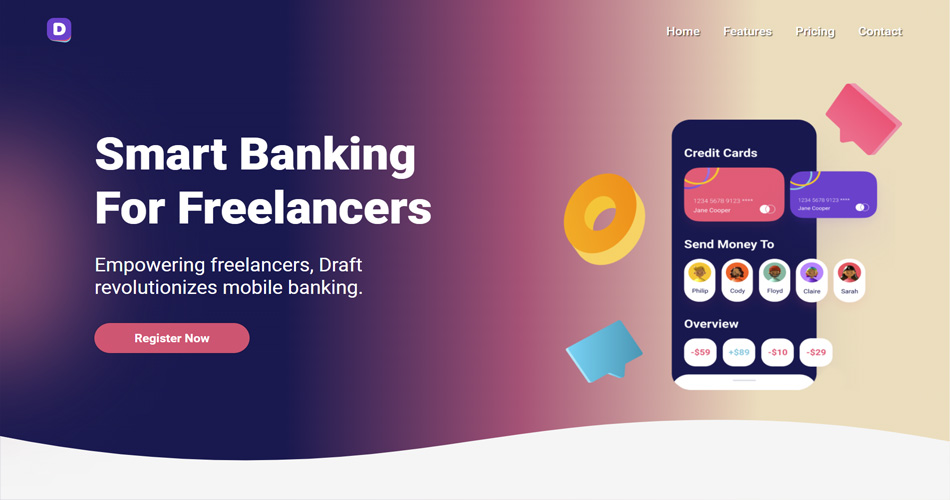 D
Home Features Pricing Contact
Smart Banking
For Freelancers
Empowering freelancers, Draft
revolutionizes mobile banking.
Register Now
Credit Cards
1234 5678 9123 ****
Jane Cooper
1234 5678 9123 ****
Jane Cooper
Send Money To
Philip Cody Floyd Claire Sarah
Overview
-$59 +$89 -$10 -$29